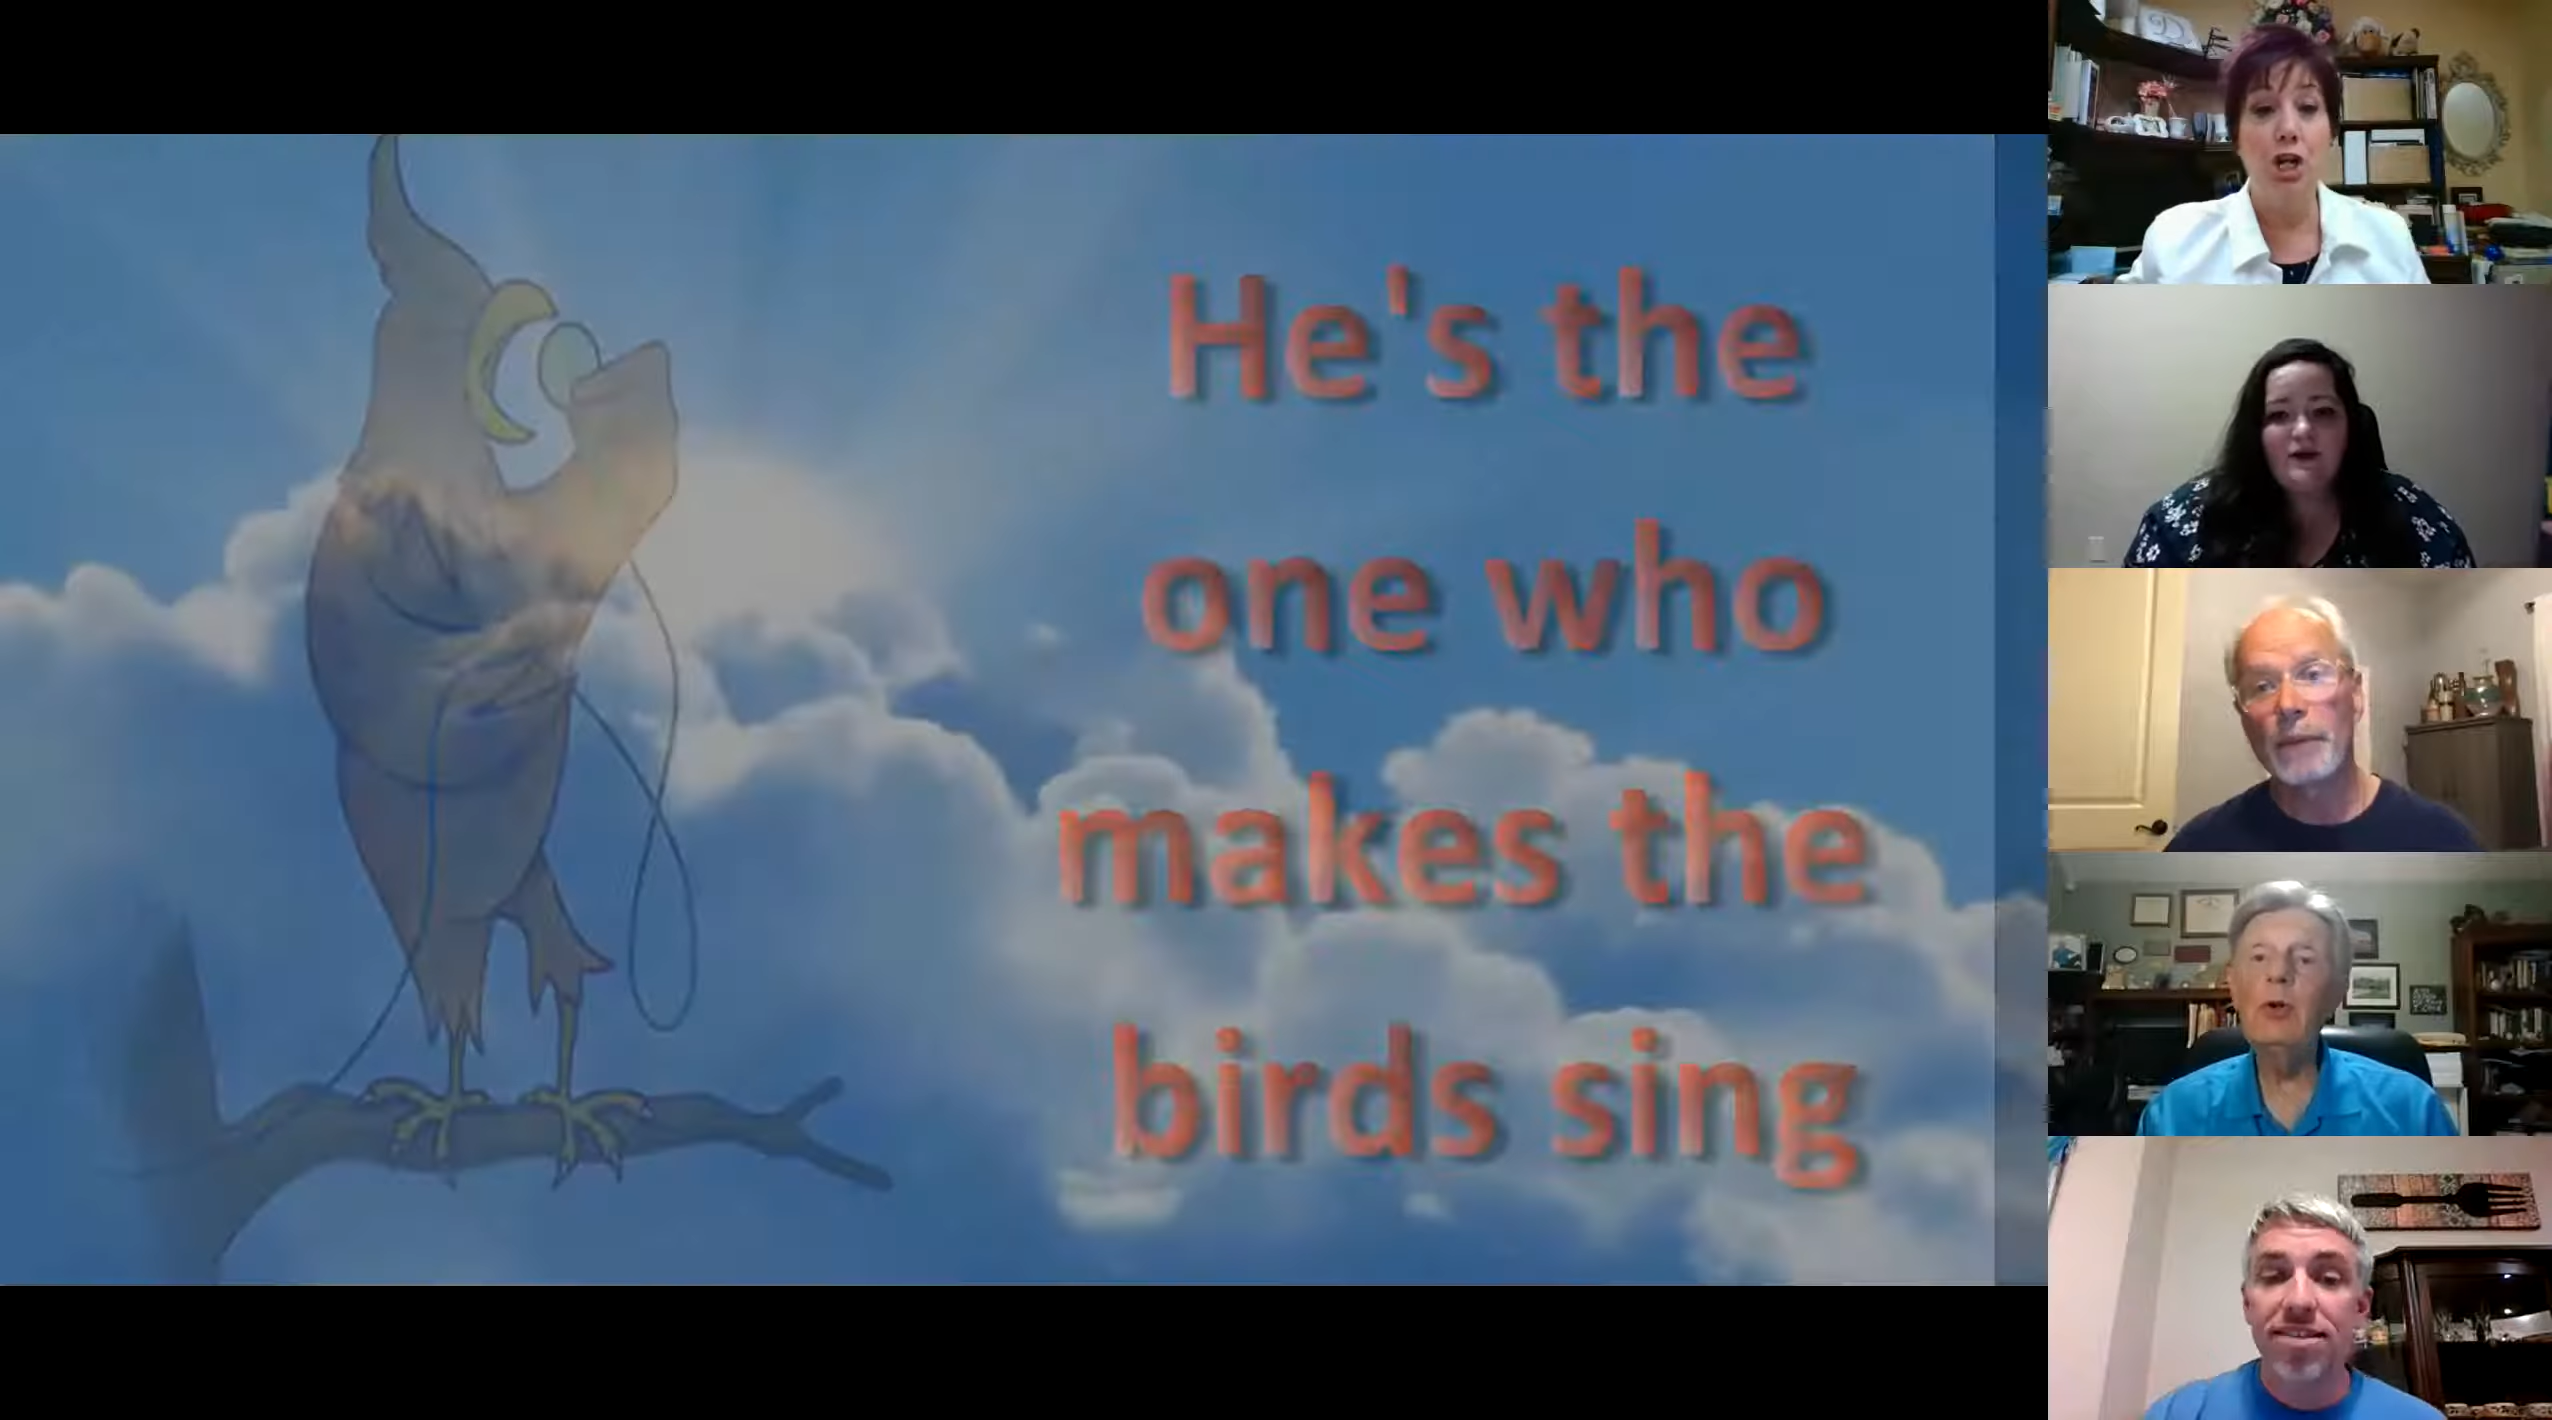 He's the
one who
makes the
birds sing